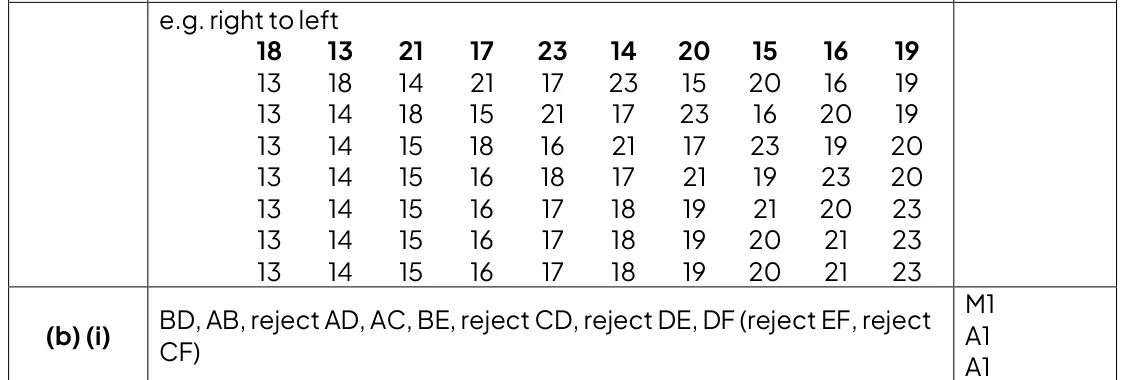 e.g. right to left
18 13 21 17 23 14 20 15 16 19
13 18 14 21 17 23 15 20 16 19
13 14 18 15 21 17 23 16 20 19
13 14 15 18 16 21 17 23 19 20
13 14 15 16 18 17 21 19 23 20
13 14 15 16 17 18 19 21 20 23
13 14 15 16 17 18 19 20 21 23
13 14 15 16 17 18 19 20 21 23
(b) (i)
BD, AB, reject AD, AC, BE, reject CD, reject DE, DF (reject EF, reject
CF)
M1
A1
A1